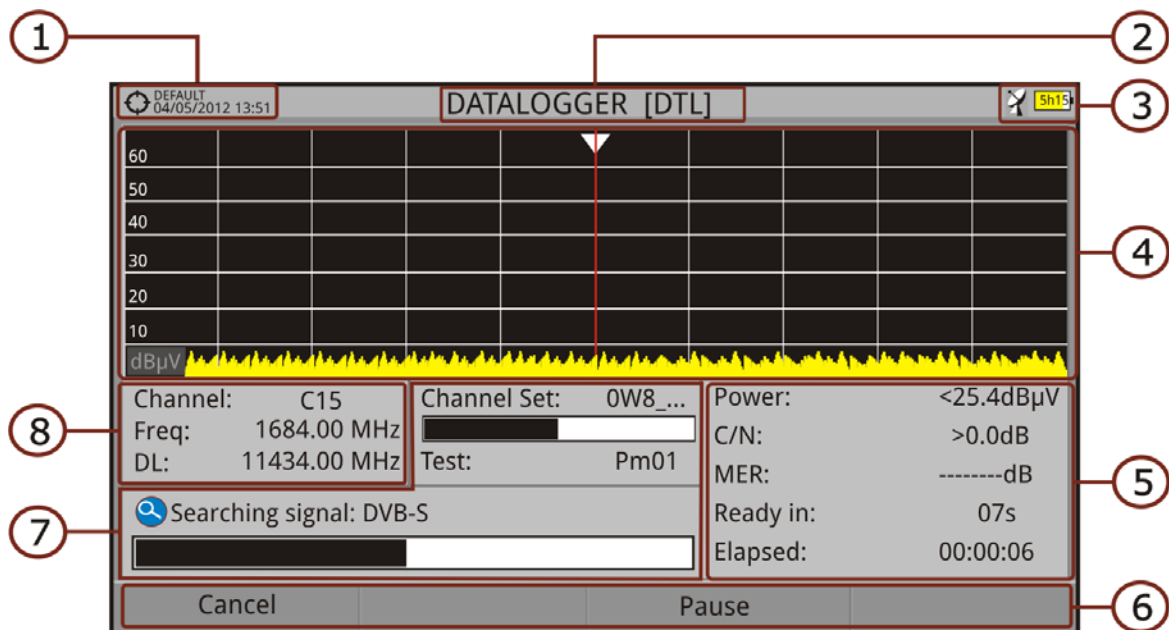 1
2
DEFAULT
04/05/2012 13:51
DATALOGGER [DTL]
5h15
3
60
50
40
30
20
10
dBµV
4
Channel: C15
Freq: 1684.00 MHz
DL: 11434.00 MHz
8
Channel Set: 0W8_...
Test: Pm01
Power: <25.4dBµV
C/N: >0.0dB
MER: --------dB
Ready in: 07s
Elapsed: 00:00:06
5
7
Searching signal: DVB-S
Cancel
Pause
6